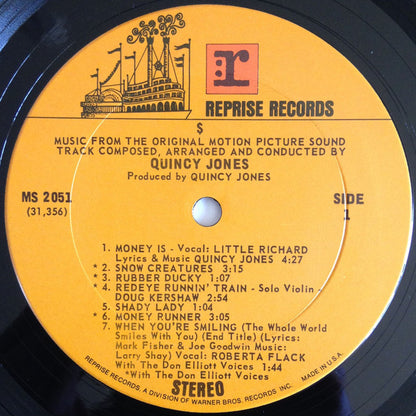 r:
REPRISE RECORDS
$
MUSIC FROM THE ORIGINAL MOTION PICTURE SOUND
TRACK COMPOSED, ARRANGED AND CONDUCTED BY
QUINCY JONES
Produced by QUINCY JONES
MS 2051
(31,356)
SIDE
1
1. MONEY IS - Vocal: LITTLE RICHARD
Lyrics & Music QUINCY JONES 4:27
* 2. SNOW CREATURES 3:15
* 3. RUBBER DUCKY 1:07
* 4. REDEYE RUNNIN' TRAIN - Solo Violin -
DOUG KERSHAW 2:54
5. SHADY LADY 1:04
* 6. MONEY RUNNER 3:05
7. WHEN YOU'RE SMILING (The Whole World
Smiles With You) (End Title) (Lyrics:
Mark Fisher & Joe Goodwin Music:
Larry Shay) Vocal: ROBERTA FLACK
With The Don Elliott Voices 1:44
*With The Don Elliott Voices
STEREO
REPRISE RECORDS, A DIVISION OF WARNER BROS. RECORDS, INC. MADE IN U.S.A.